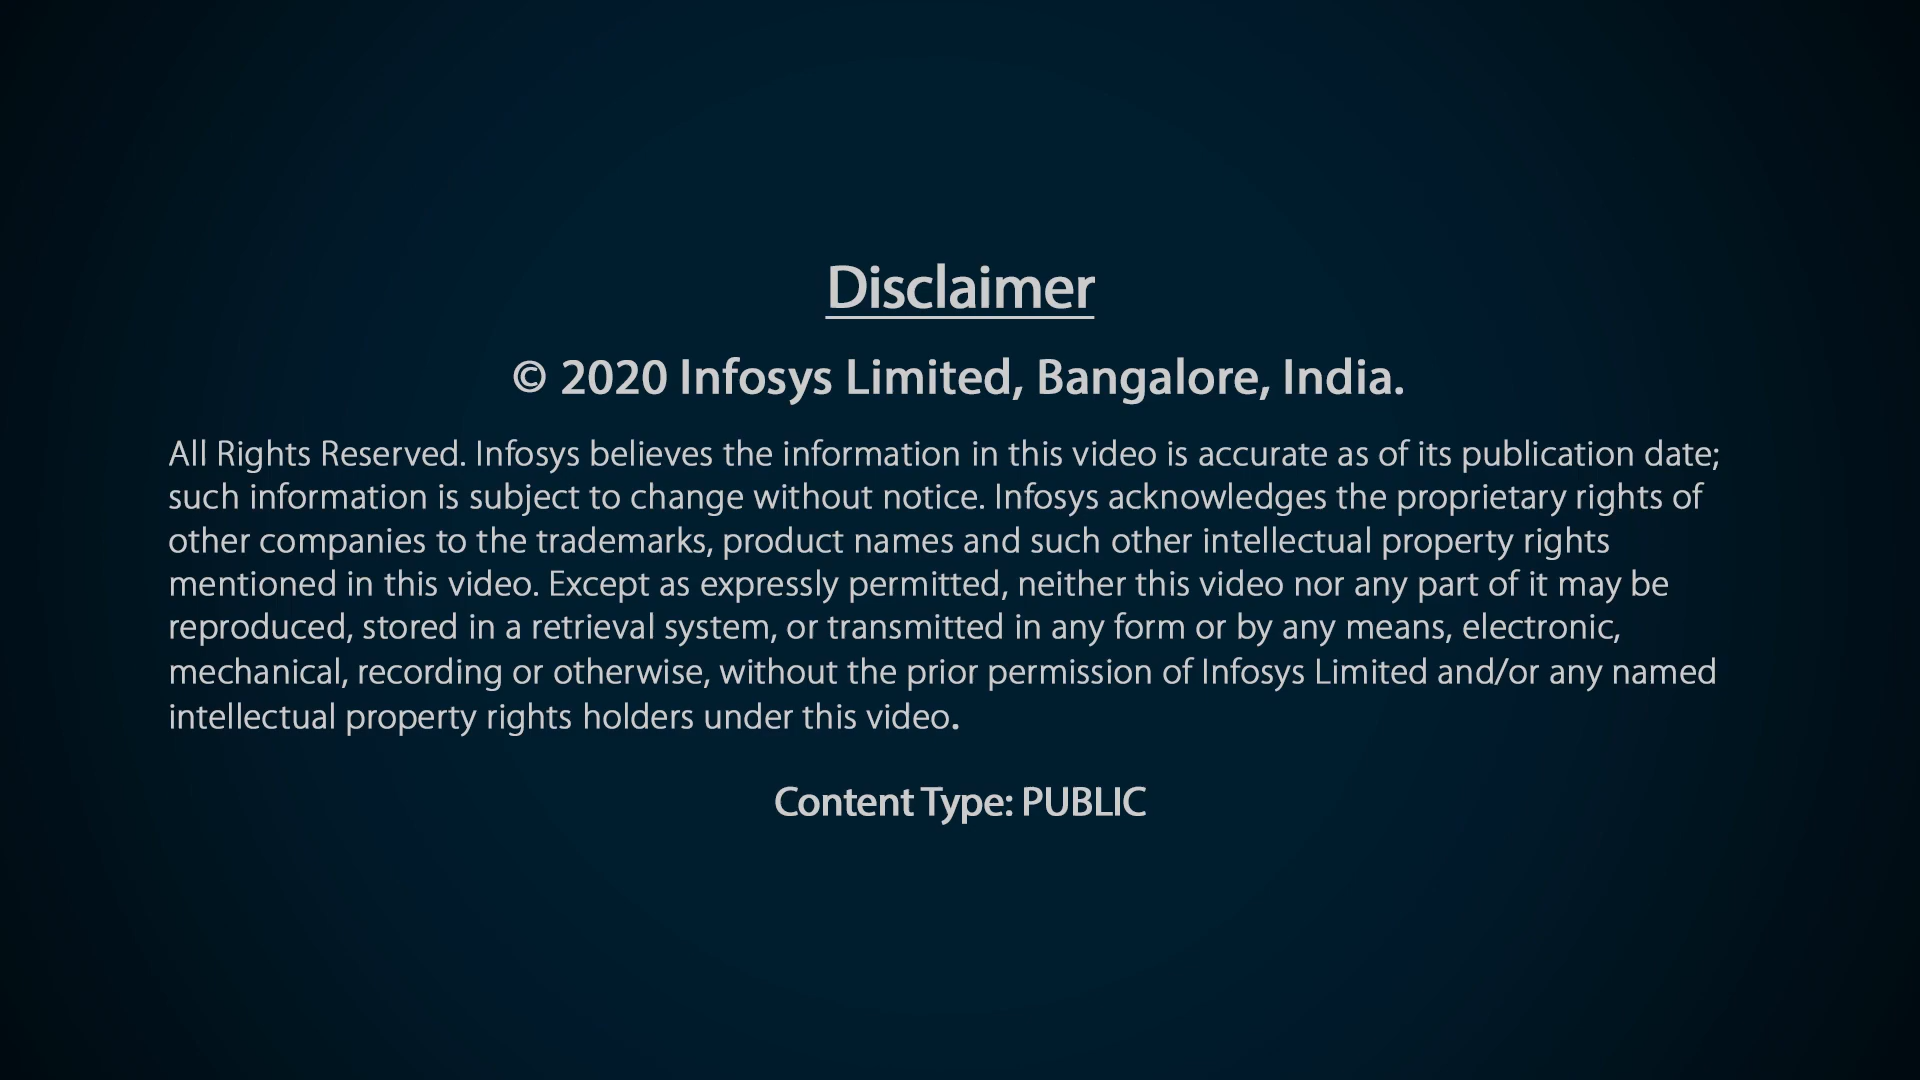 Disclaimer
© 2020 Infosys Limited, Bangalore, India.
All Rights Reserved. Infosys believes the information in this video is accurate as of its publication date;
such information is subject to change without notice. Infosys acknowledges the proprietary rights of
other companies to the trademarks, product names and such other intellectual property rights
mentioned in this video. Except as expressly permitted, neither this video nor any part of it may be
reproduced, stored in a retrieval system, or transmitted in any form or by any means, electronic,
mechanical, recording or otherwise, without the prior permission of Infosys Limited and/or any named
intellectual property rights holders under this video.
Content Type: PUBLIC